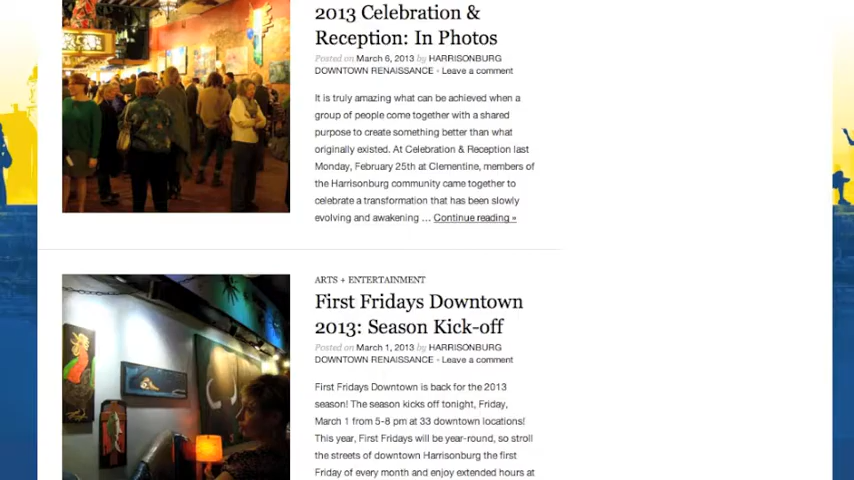 2013 Celebration &
Reception: In Photos
Posted on March 6, 2013 by HARRISONBURG
DOWNTOWN RENAISSANCE • Leave a comment
It is truly amazing what can be achieved when a
group of people come together with a shared
purpose to create something better than what
originally existed. At Celebration & Reception last
Monday, February 25th at Clementine, members of
the Harrisonburg community came together to
celebrate a transformation that has been slowly
evolving and awakening … Continue reading »
ARTS + ENTERTAINMENT
First Fridays Downtown
2013: Season Kick-off
Posted on March 1, 2013 by HARRISONBURG
DOWNTOWN RENAISSANCE • Leave a comment
First Fridays Downtown is back for the 2013
season! The season kicks off tonight, Friday,
March 1 from 5-8 pm at 33 downtown locations!
This year, First Fridays will be year-round, so stroll
the streets of downtown Harrisonburg the first
Friday of every month and enjoy extended hours at